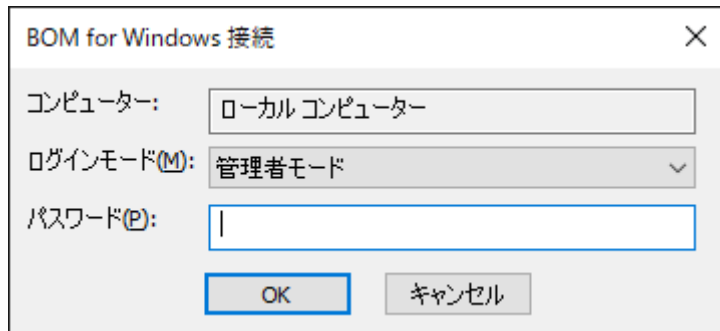 BOM for Windows 接続
コンピューター: ローカル コンピューター
ログインモード(M): 管理者モード
パスワード(P):
OK キャンセル